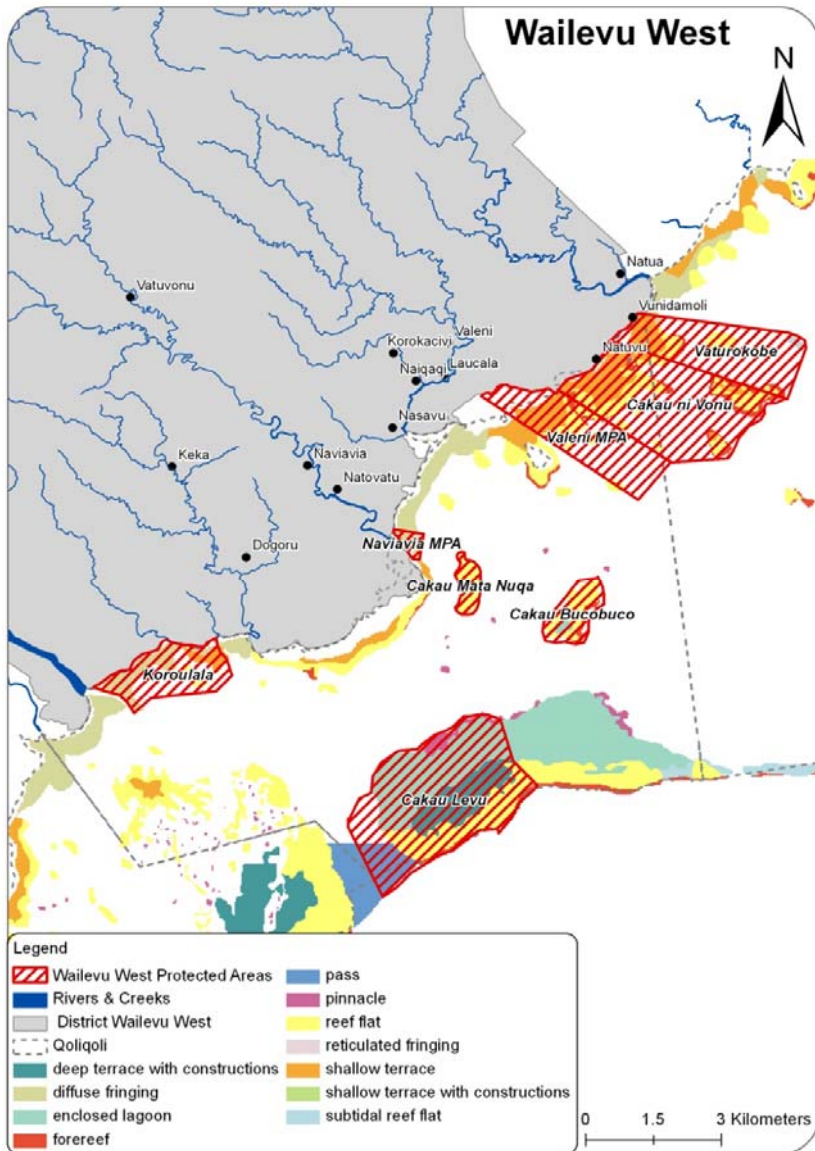 Wailevu West
N
Natua
Vatuvonu
Vunidamoli
Valeni
Korokacivi
Natuvu
Vaturokobe
Laucala
Naiqaqi
Cakau ni Vonu
Nasavu
Valeni MPA
Keka
Naviavia
Natovatu
Naviavia MPA
Dogoru
Cakau Mata Nuqa
Cakau Bucobuco
Koroulala
Cakau Levu
Legend
Wailevu West Protected Areas
Rivers & Creeks
District Wailevu West
Qoliqoli
deep terrace with constructions
diffuse fringing
enclosed lagoon
forereef
pass
pinnacle
reef flat
reticulated fringing
shallow terrace
shallow terrace with constructions
subtidal reef flat
0 1.5 3 Kilometers